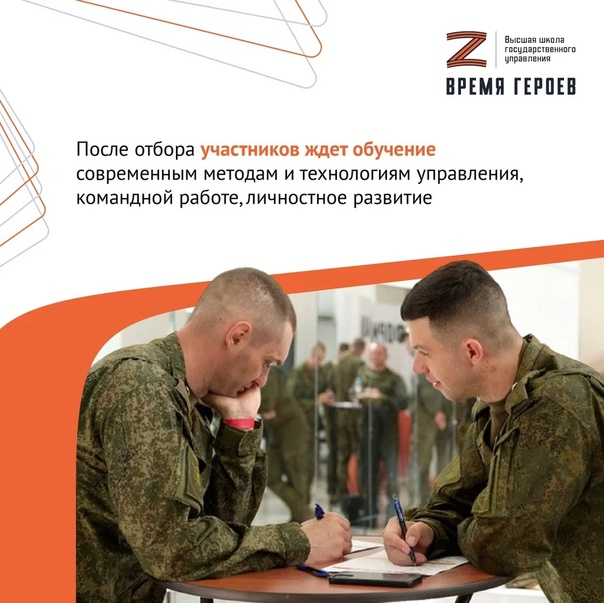 Z
Высшая школа
государственного
управления
ВРЕМЯ ГЕРОЕВ
После отбора участников ждет обучение
современным методам и технологиям управления,
командной работе, личностное развитие